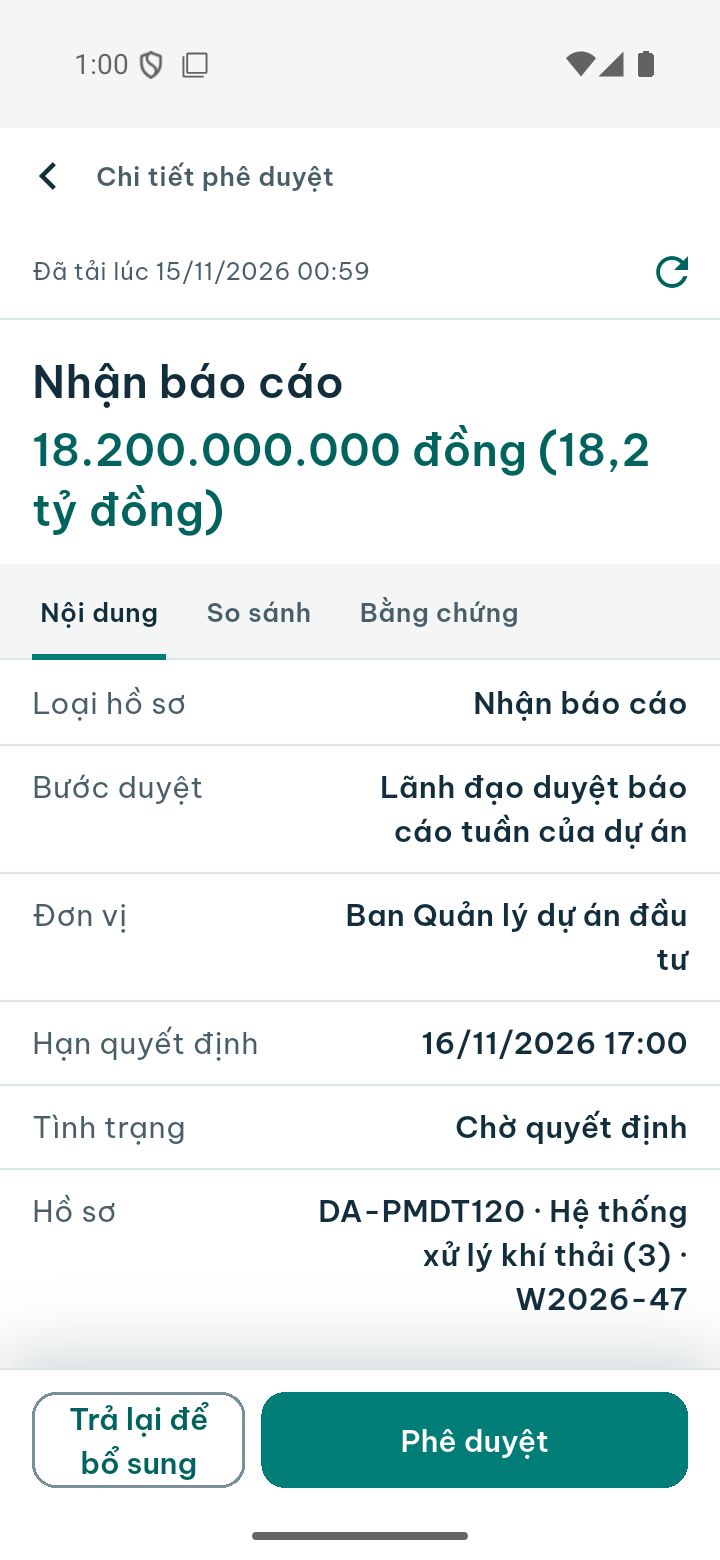 1:00
Chi tiết phê duyệt
Đã tải lúc 15/11/2026 00:59
Nhận báo cáo
18.200.000.000 đồng (18,2
tỷ đồng)
Nội dung
So sánh
Bằng chứng
Loại hồ sơ
Nhận báo cáo
Bước duyệt
Lãnh đạo duyệt báo
cáo tuần của dự án
Đơn vị
Ban Quản lý dự án đầu
tư
Hạn quyết định
16/11/2026 17:00
Tình trạng
Chờ quyết định
Hồ sơ
DA-PMDT120 · Hệ thống
xử lý khí thải (3) ·
W2026-47
Trả lại để
bổ sung
Phê duyệt